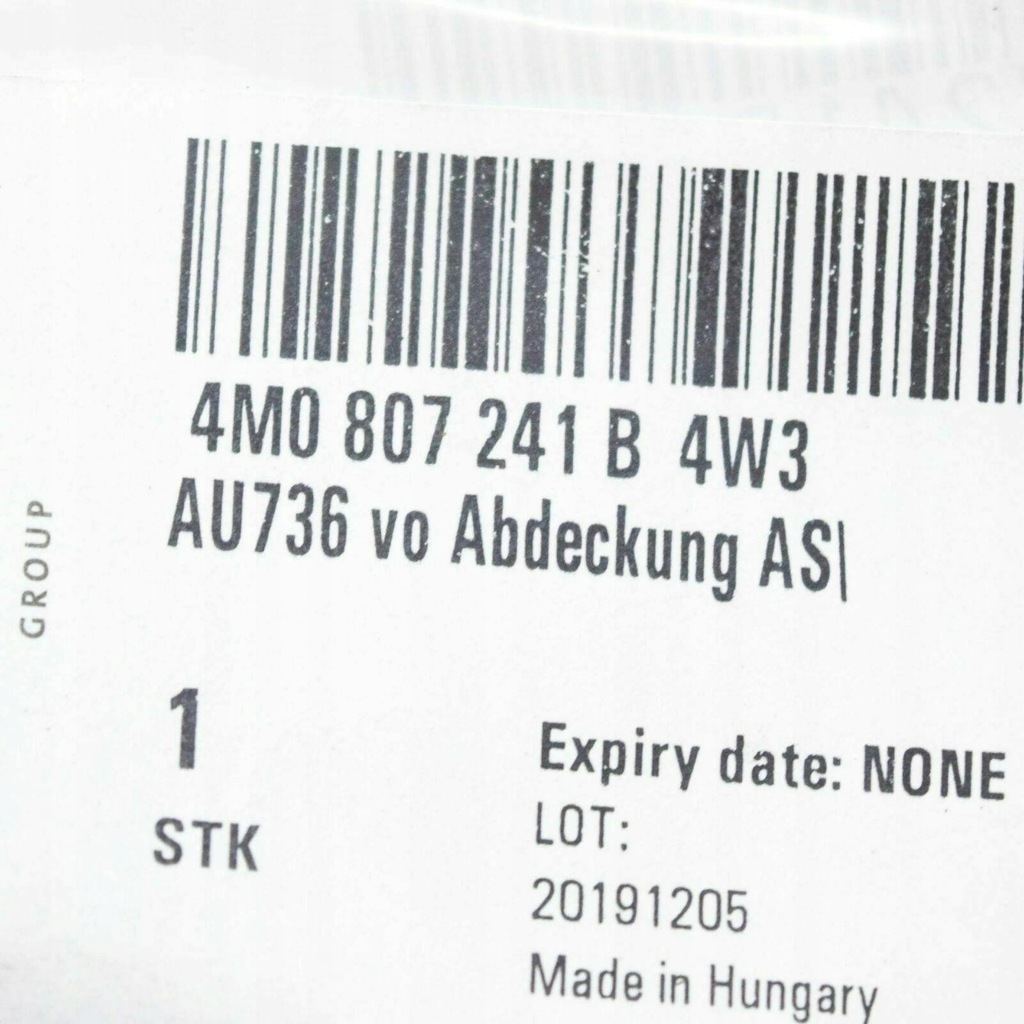 4M0 807 241 B 4W3
AU736 vo Abdeckung AS|
GROUP
1
STK
Expiry date: NONE
LOT:
20191205
Made in Hungary